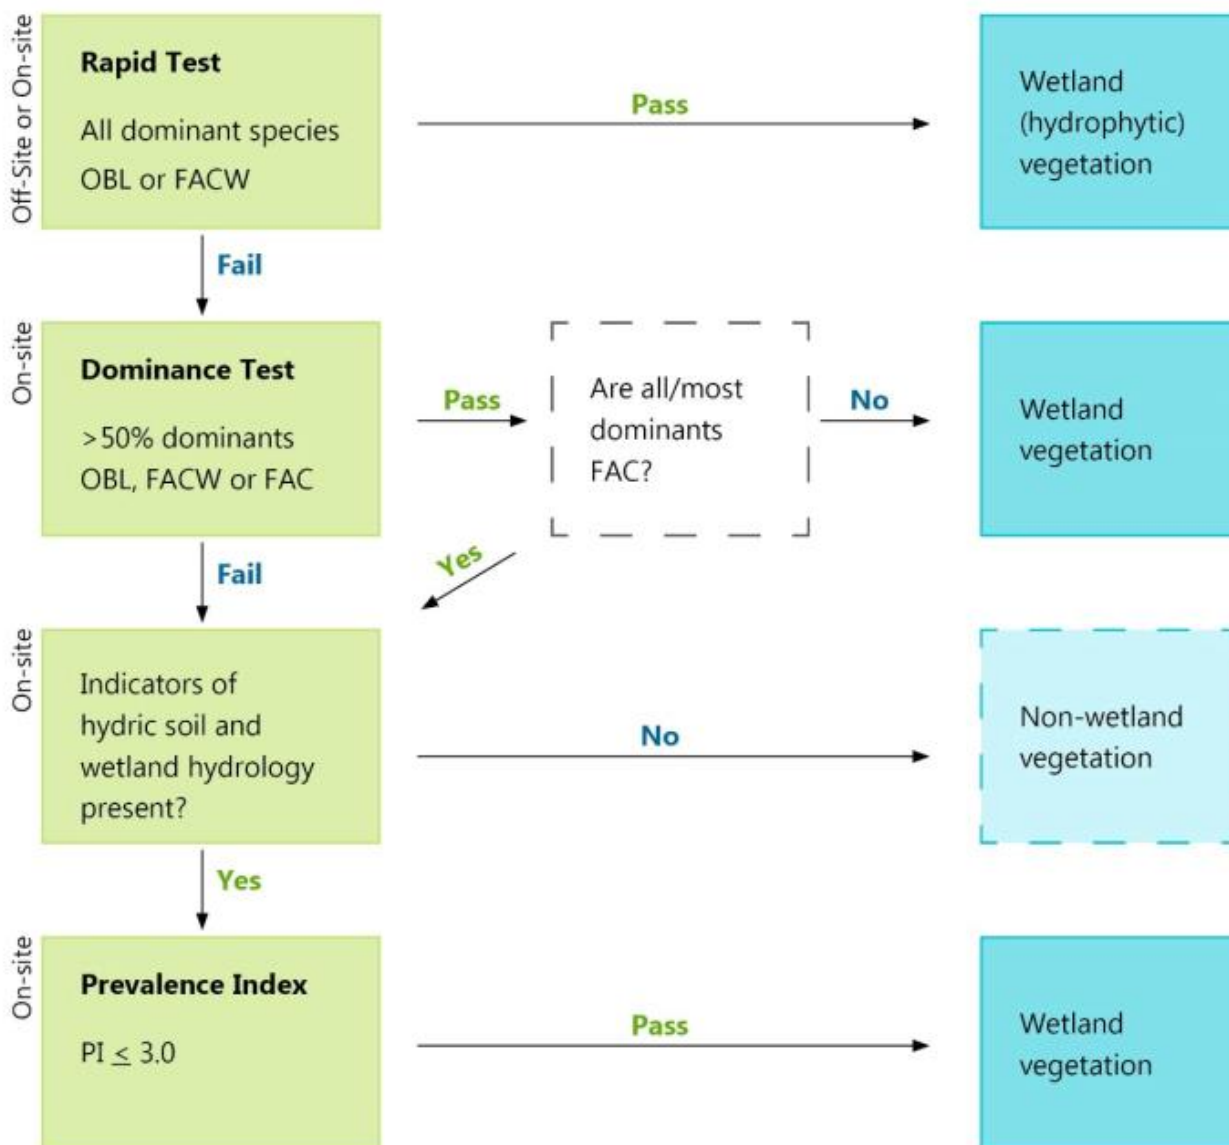 Off-Site or On-site
Rapid Test
All dominant species
OBL or FACW
Pass
Wetland
(hydrophytic)
vegetation
Fail
On-site
Dominance Test
>50% dominants
OBL, FACW or FAC
Pass
Are all/most
dominants
FAC?
No
Wetland
vegetation
Fail
Yes
On-site
Indicators of
hydric soil and
wetland hydrology
present?
No
Non-wetland
vegetation
Yes
On-site
Prevalence Index
PI ≤ 3.0
Pass
Wetland
vegetation